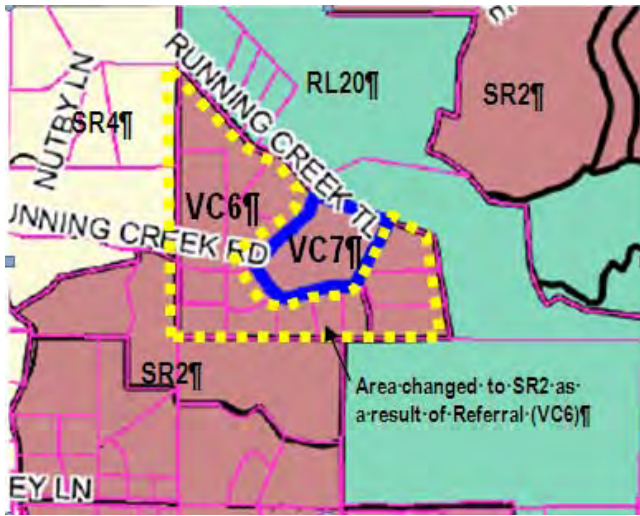 RUNNING CREEK TL
RL20¶
SR2¶
NUTBY LN
SR4¶
VC6¶
UNNING CREEK RD
VC7¶
SR2¶
Area·changed·to·SR2·as·
a·result·of·Referral·(VC6)¶
EY LN